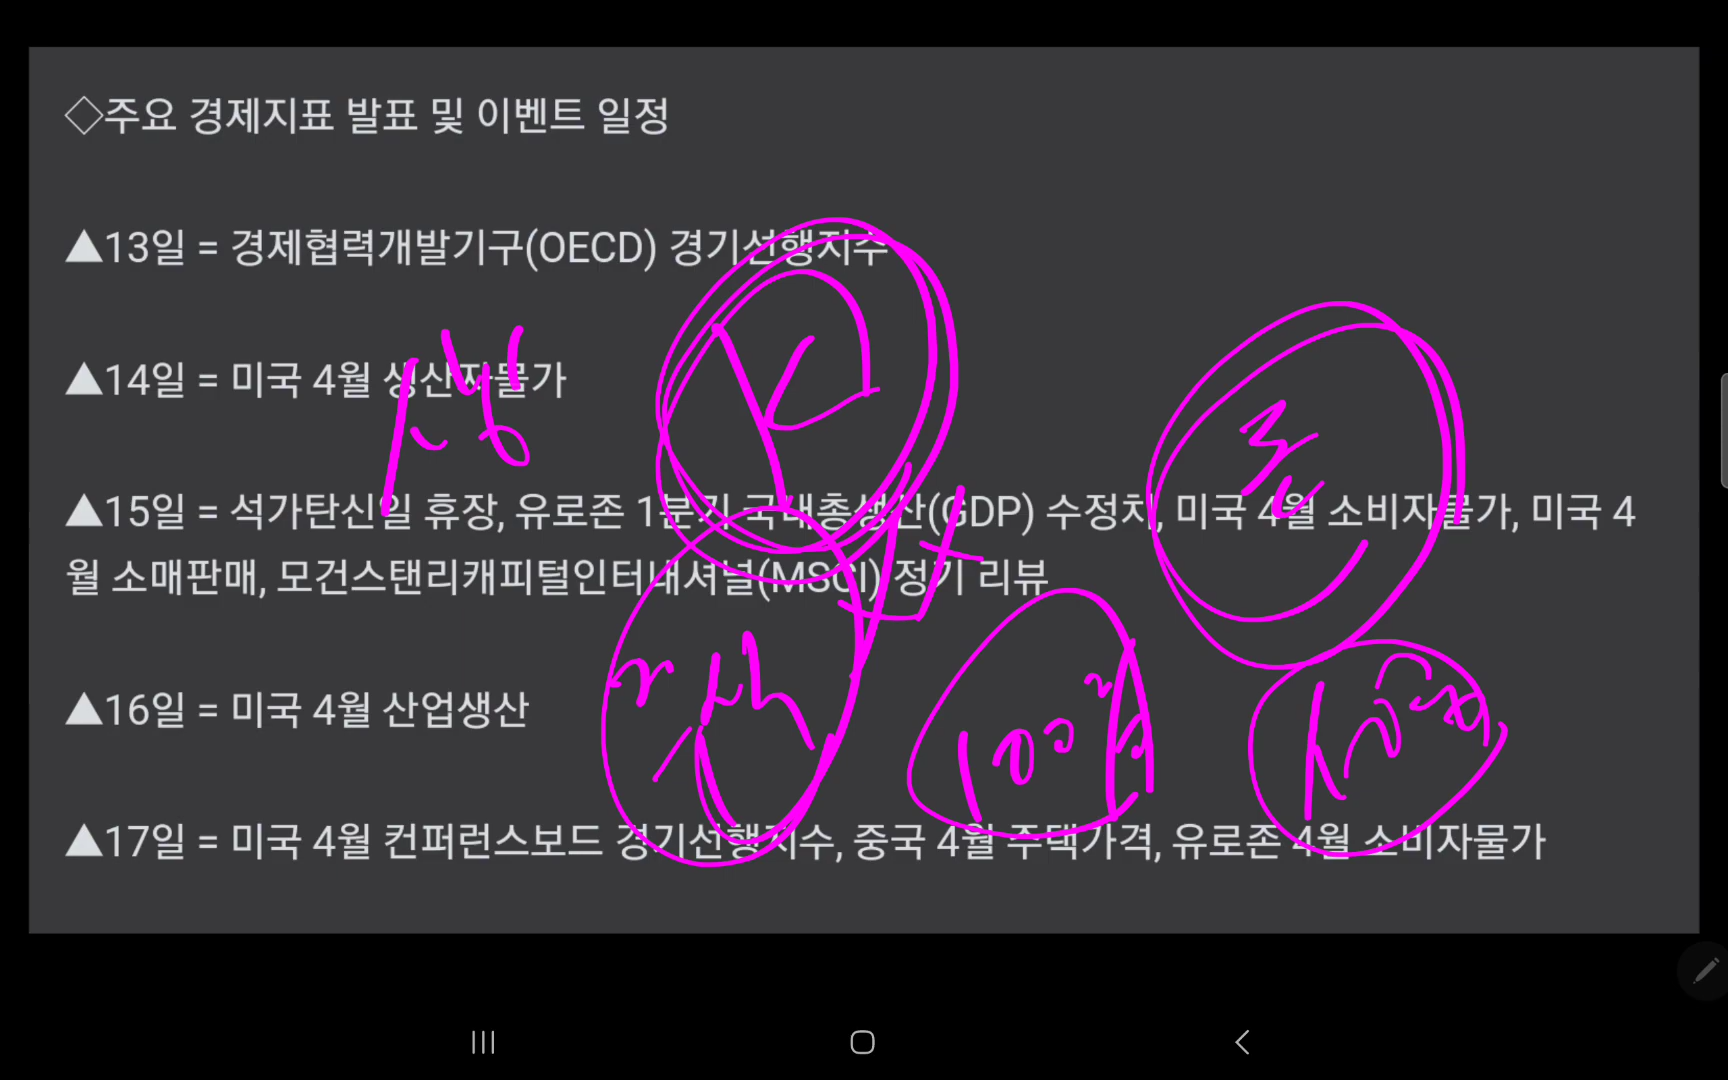 ◇주요 경제지표 발표 및 이벤트 일정
▲13일 = 경제협력개발기구(OECD) 경기선행지수
▲14일 = 미국 4월 생산자물가
▲15일 = 석가탄신일 휴장, 유로존 1분기 국내총생산(GDP) 수정치, 미국 4월 소비자물가, 미국 4
월 소매판매, 모건스탠리캐피털인터내셔널(MSCI) 정기 리뷰
▲16일 = 미국 4월 산업생산
▲17일 = 미국 4월 컨퍼런스보드 경기선행지수, 중국 4월 주택가격, 유로존 4월 소비자물가